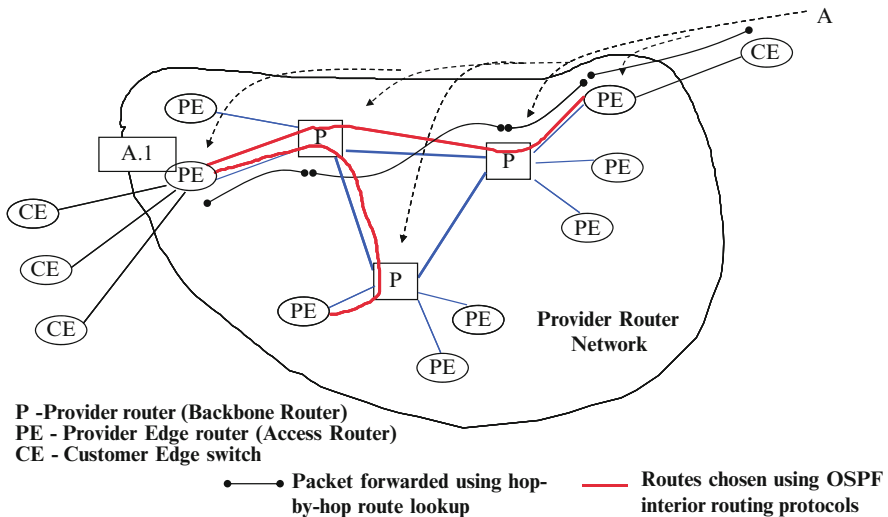 A
CE
PE
PE
P
A.1
P
PE
PE
CE
PE
CE
P
PE
PE
CE
PE
Provider Router
Network
P -Provider router (Backbone Router)
PE - Provider Edge router (Access Router)
CE - Customer Edge switch
Packet forwarded using hop-
by-hop route lookup
Routes chosen using OSPF
interior routing protocols